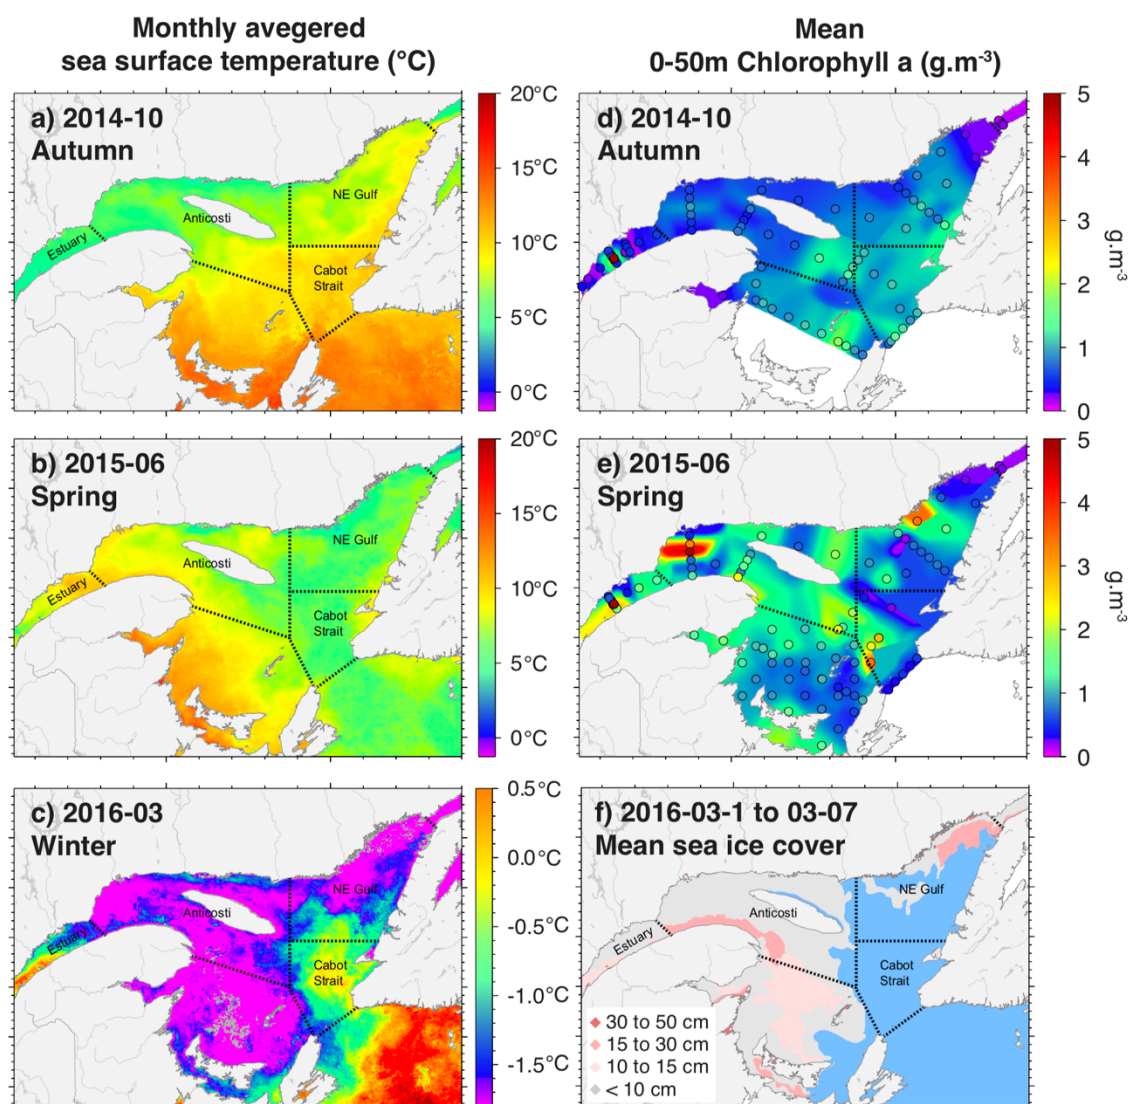 Monthly avegered
sea surface temperature (°C)
Mean
0-50m Chlorophyll a (g.m-3)
a) 2014-10
Autumn
NE Gulf
Anticosti
Estuary
Cabot
Strait
20°C
15°C
10°C
5°C
0°C
d) 2014-10
Autumn
5
4
3
2
1
0
g.m-3
b) 2015-06
Spring
NE Gulf
Anticosti
Estuary
Cabot
Strait
20°C
15°C
10°C
5°C
0°C
e) 2015-06
Spring
5
4
3
2
1
0
g.m-3
c) 2016-03
Winter
NE Gulf
Anticosti
Estuary
Cabot
Strait
0.5°C
0.0°C
-0.5°C
-1.0°C
-1.5°C
f) 2016-03-1 to 03-07
Mean sea ice cover
NE Gulf
Anticosti
Estuary
Cabot
Strait
30 to 50 cm
15 to 30 cm
10 to 15 cm
< 10 cm